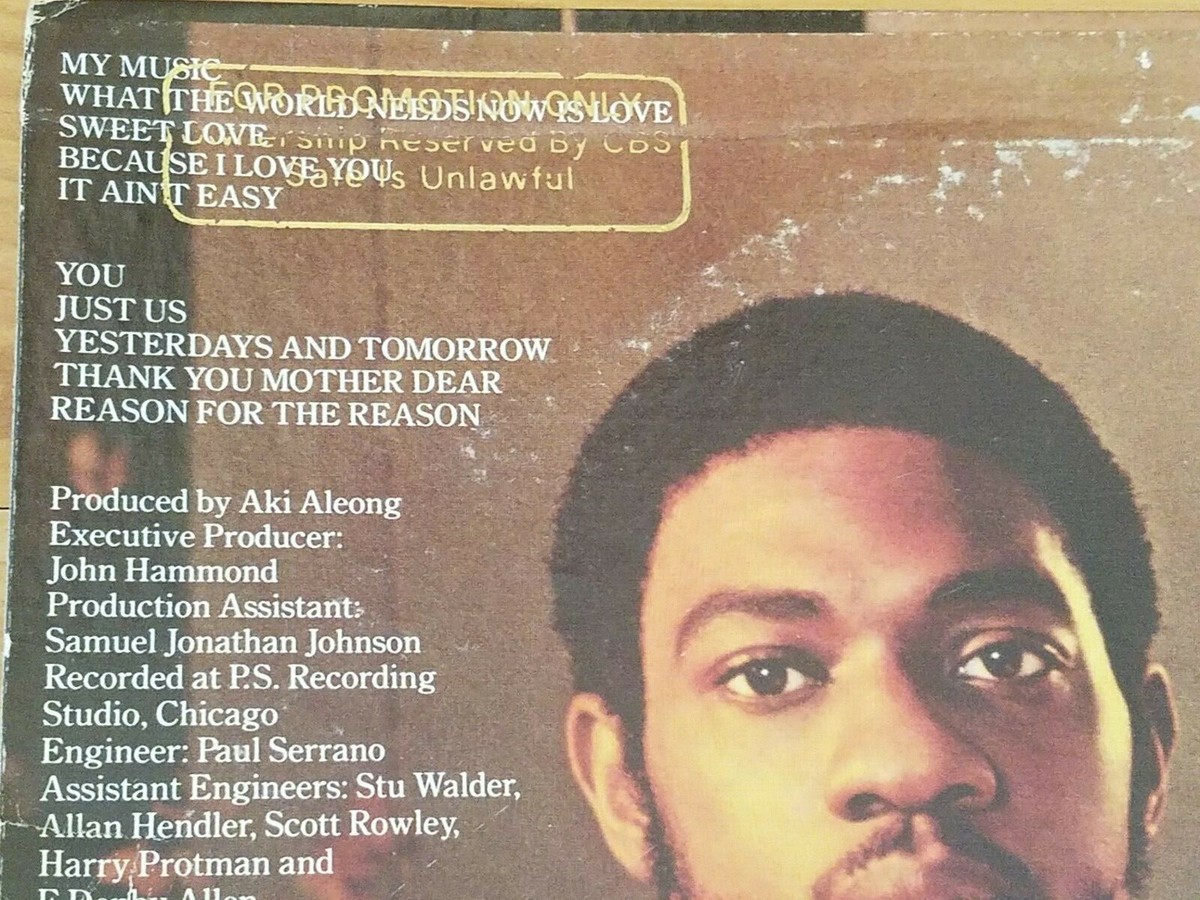 MY MUSIC
WHAT THE WORLD NEEDS NOW IS LOVE
SWEET LOVE
BECAUSE I LOVE YOU
IT AIN'T EASY
FOR PROMOTION ONLY
Reserved By CBS
Sale Is Unlawful
YOU
JUST US
YESTERDAYS AND TOMORROW
THANK YOU MOTHER DEAR
REASON FOR THE REASON
Produced by Aki Aleong
Executive Producer:
John Hammond
Production Assistant:
Samuel Jonathan Johnson
Recorded at P.S. Recording
Studio, Chicago
Engineer: Paul Serrano
Assistant Engineers: Stu Walder,
Allan Hendler, Scott Rowley,
Harry Protman and
Allen